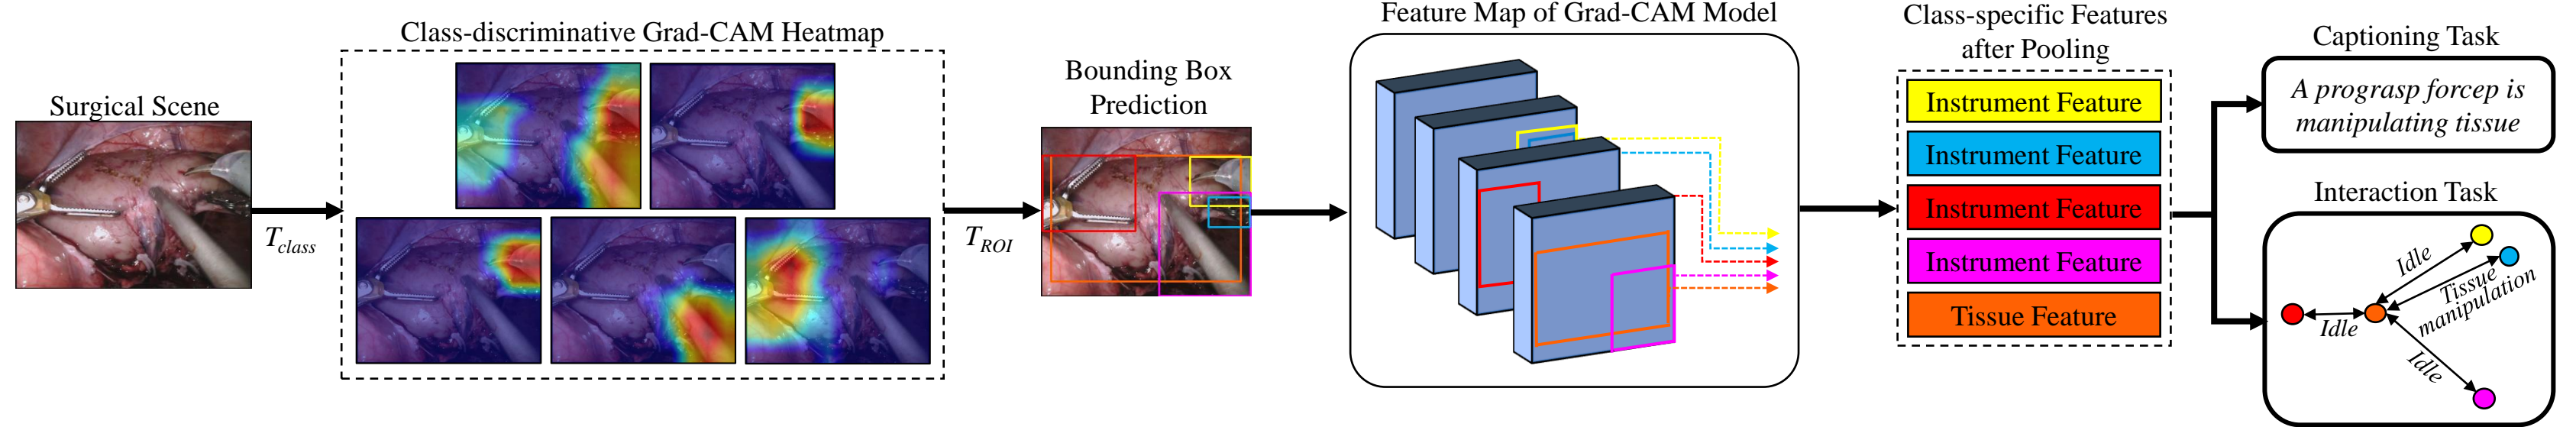 Surgical Scene
T_class
Class-discriminative Grad-CAM Heatmap
T_ROI
Bounding Box
Prediction
Feature Map of Grad-CAM Model
Class-specific Features
after Pooling
Instrument Feature
Instrument Feature
Instrument Feature
Instrument Feature
Tissue Feature
Captioning Task
A prograsp forcep is
manipulating tissue
Interaction Task
Idle
Tissue
manipulation
Idle
Idle